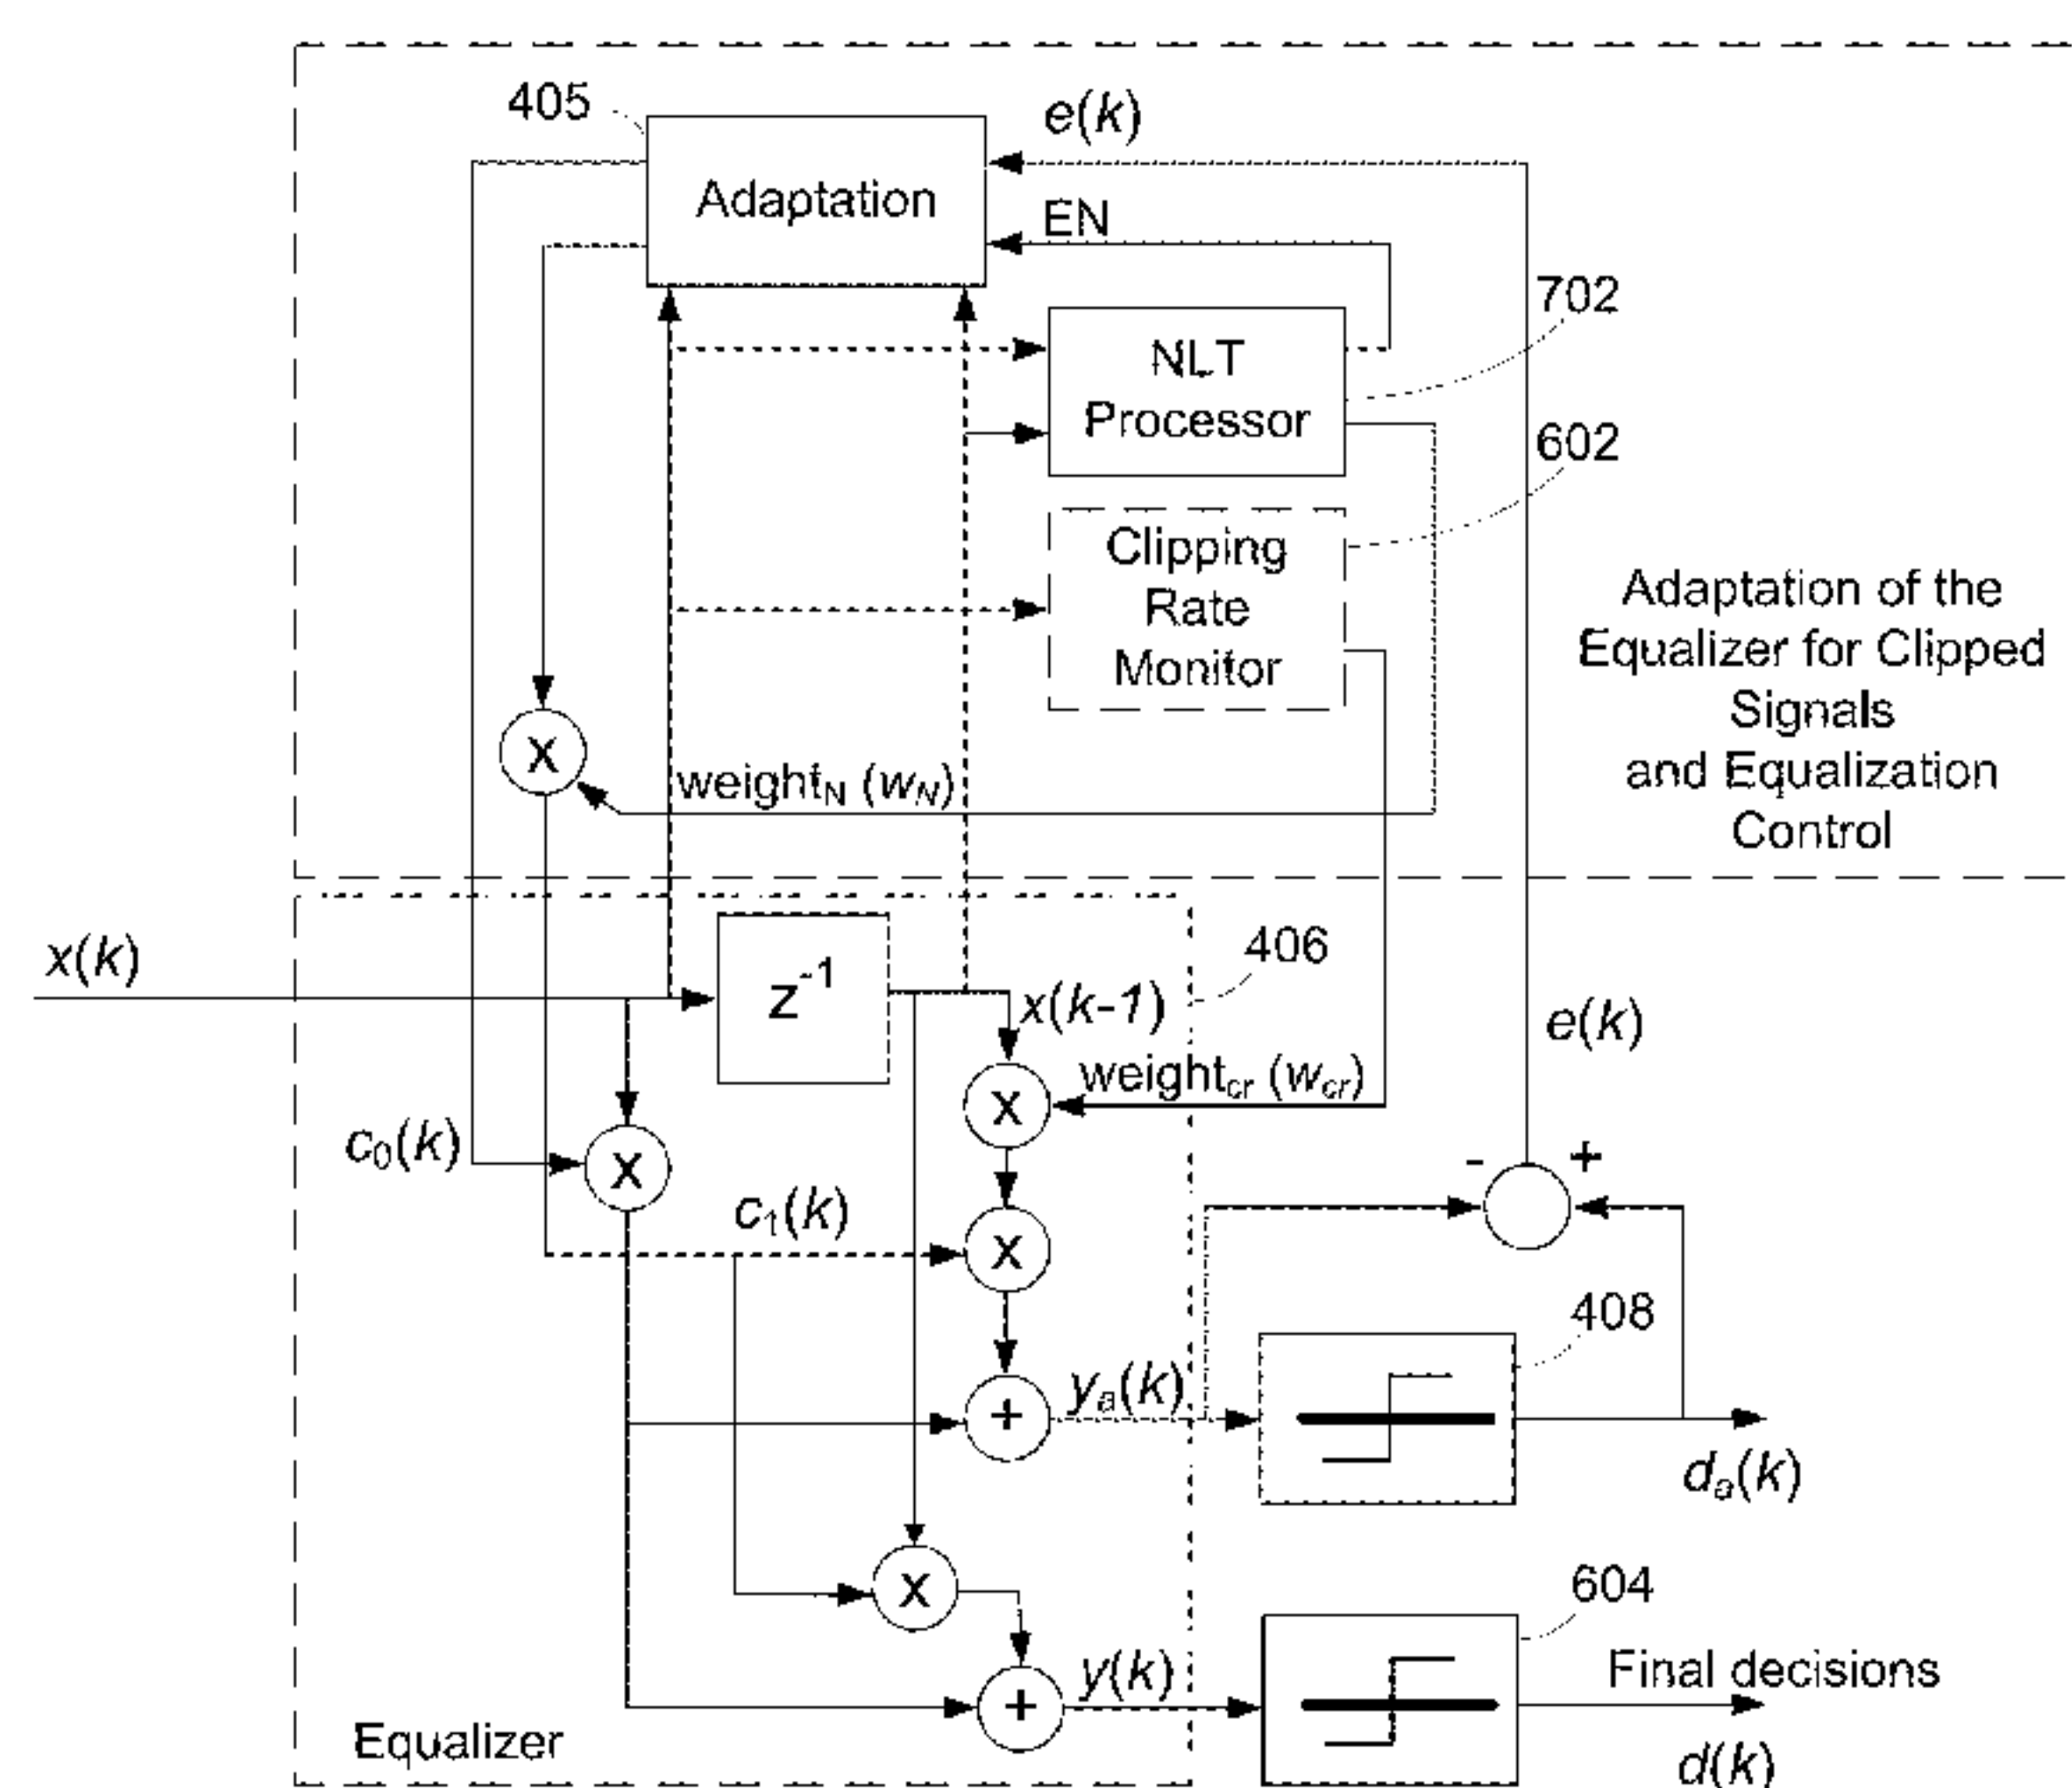 405
e(k)
Adaptation
EN
702
NLT
Processor
602
Clipping
Rate
Monitor
Adaptation of the
Equalizer for Clipped
Signals
and Equalization
Control
x
weightN (wN)
x(k)
z-1
406
x(k-1)
e(k)
weightcr (wcr)
x
c0(k)
x
- +
c1(k)
x
408
ya(k)
+
da(k)
x
604
y(k)
Final decisions
+
Equalizer
d(k)